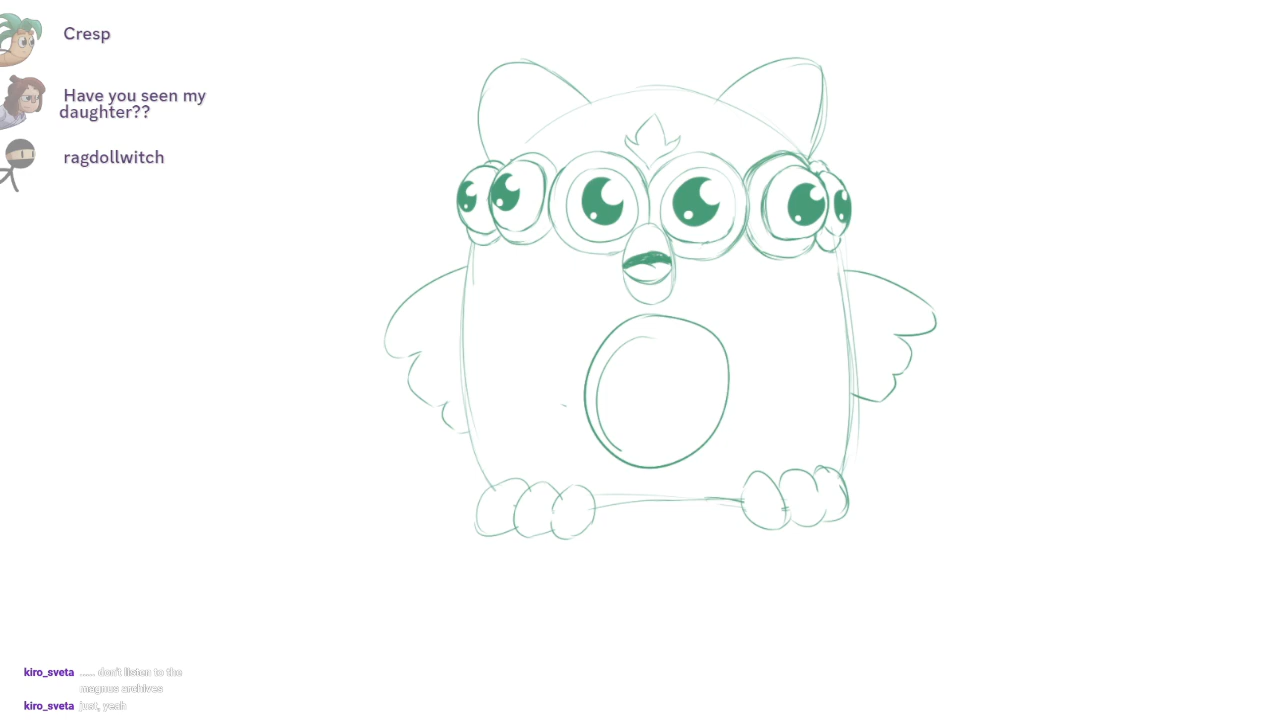 Cresp
Have you seen my
daughter??
ragdollwitch
kiro_sveta ..... don't listen to the
magnus archives
kiro_sveta just, yeah